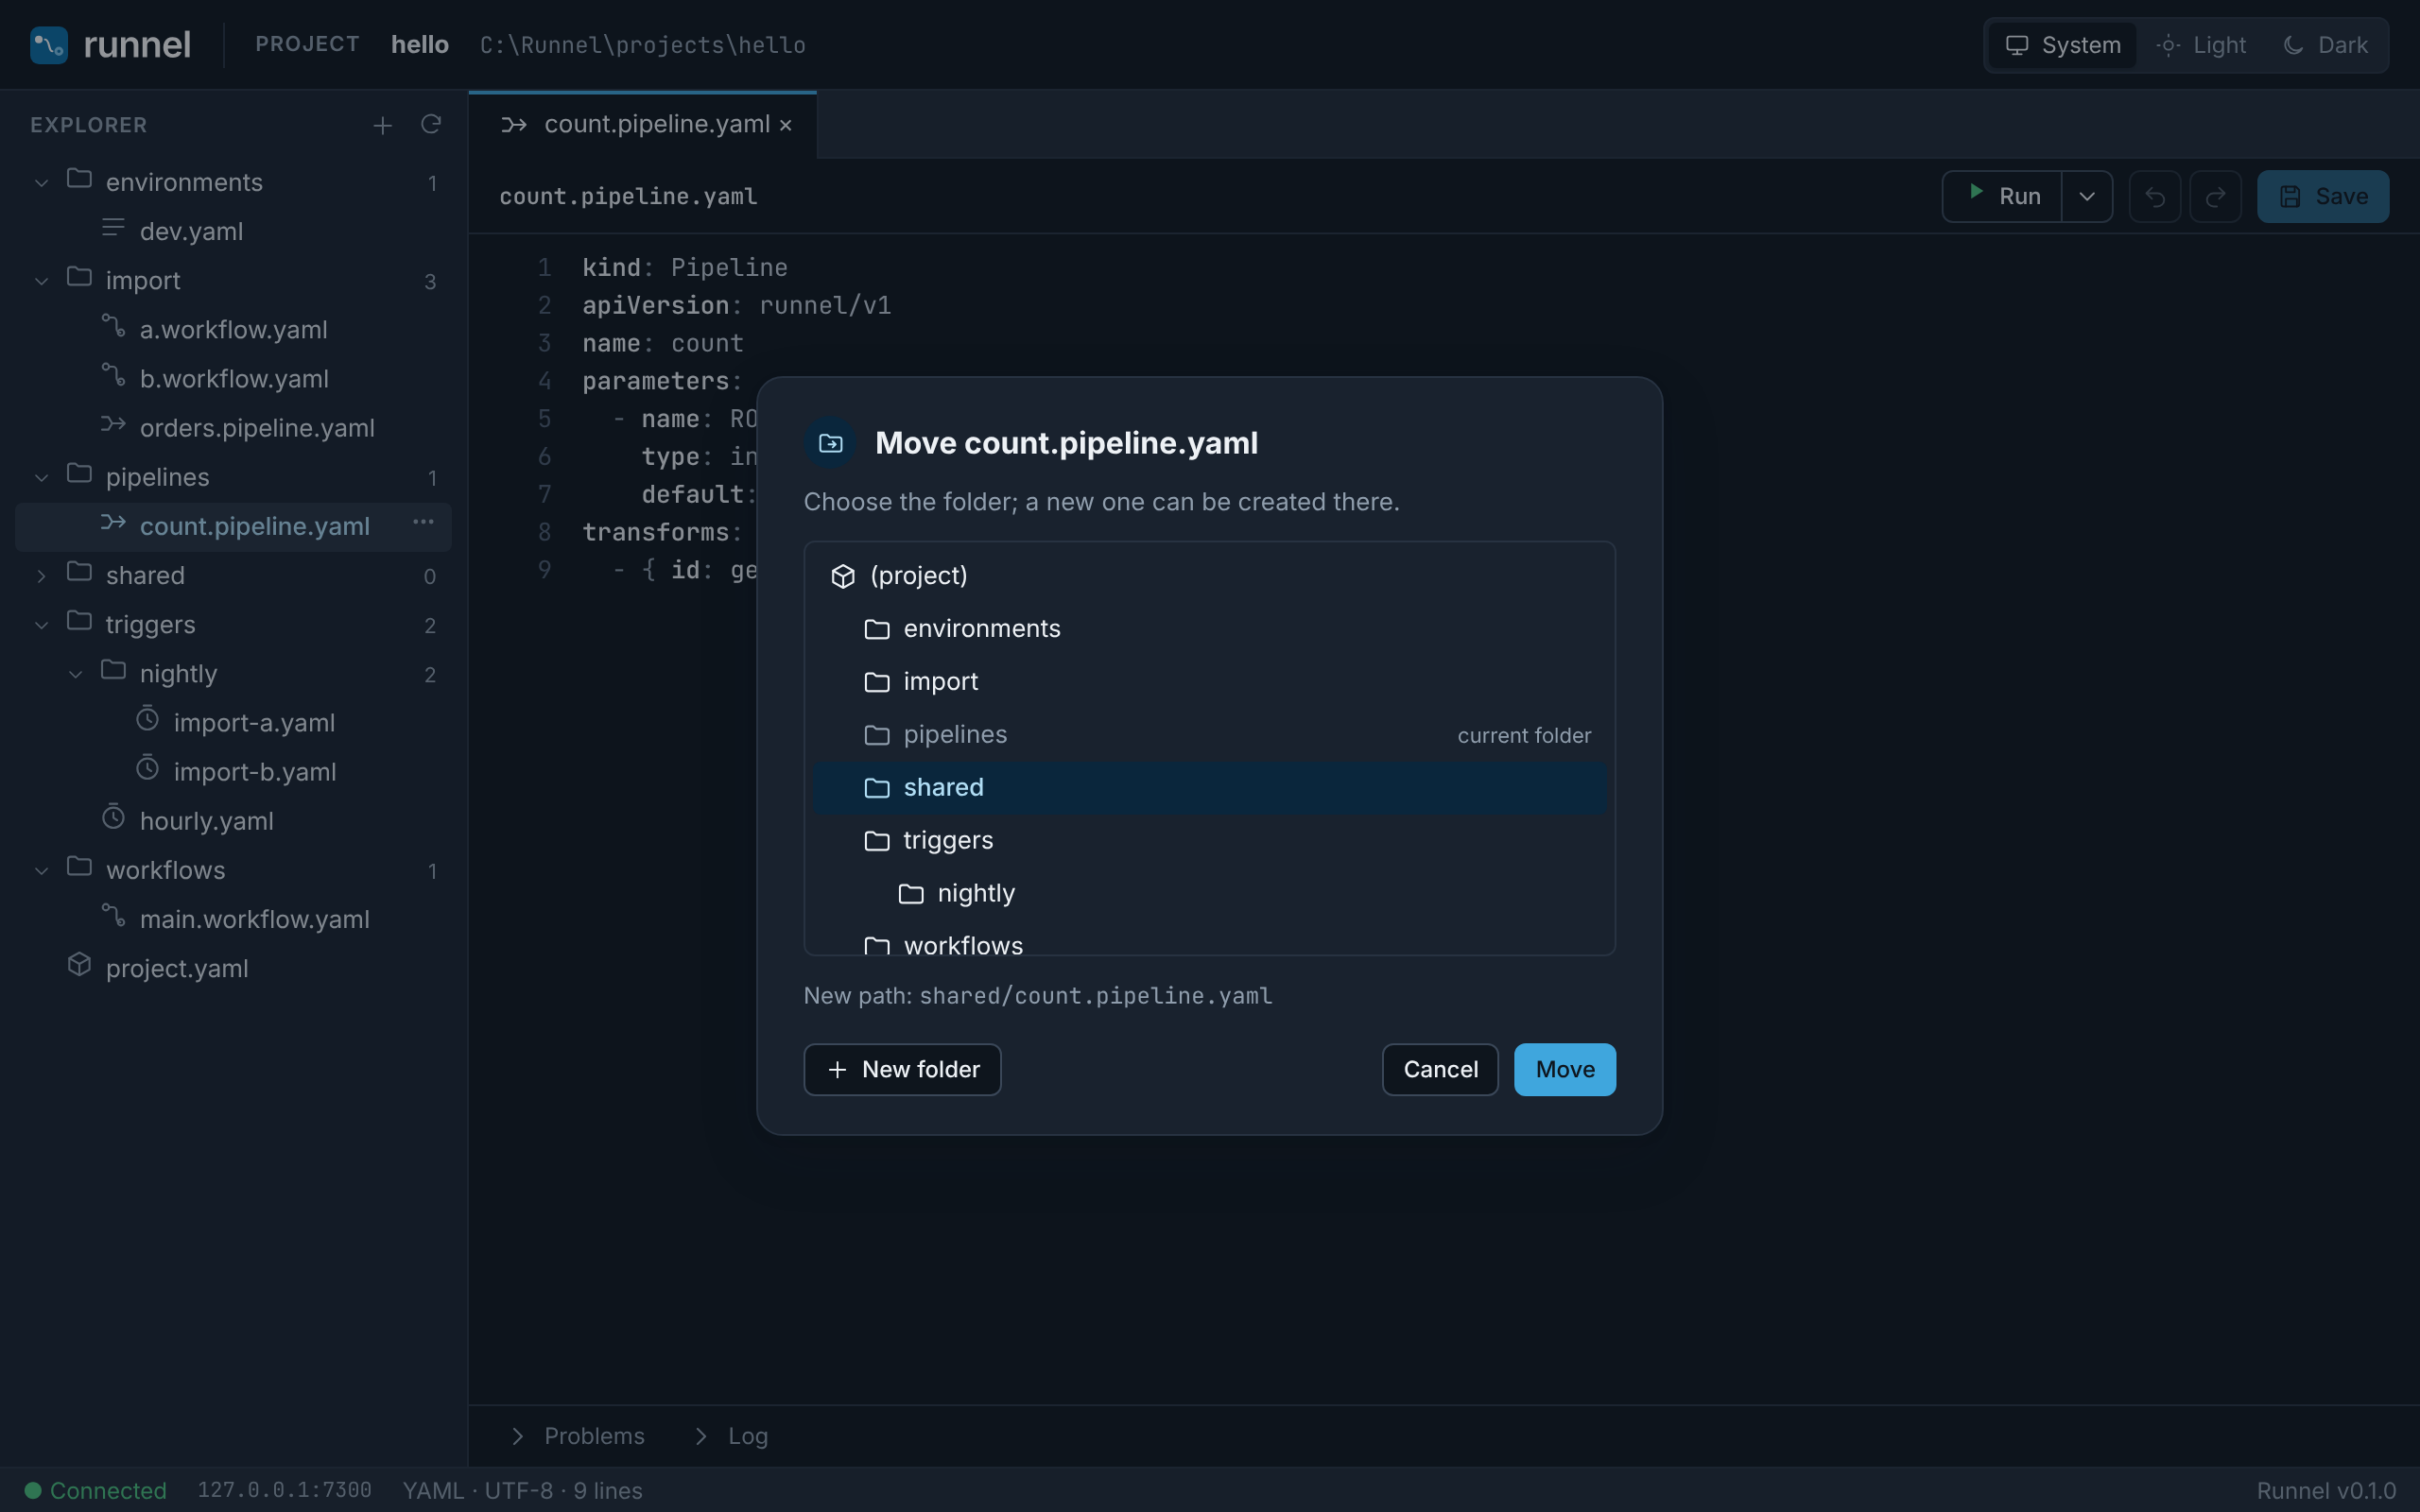 runnel PROJECT hello C:\Runnel\projects\hello System Light Dark
EXPLORER
environments 1
dev.yaml
import 3
a.workflow.yaml
b.workflow.yaml
orders.pipeline.yaml
pipelines 1
count.pipeline.yaml
shared 0
triggers 2
nightly 2
import-a.yaml
import-b.yaml
hourly.yaml
workflows 1
main.workflow.yaml
project.yaml
count.pipeline.yaml
count.pipeline.yaml Run Save
1 kind: Pipeline
2 apiVersion: runnel/v1
3 name: count
4 parameters:
5 - name:
6 type:
7 default:
8 transforms:
9 - { id:
Move count.pipeline.yaml
Choose the folder; a new one can be created there.
(project)
environments
import
pipelines current folder
shared
triggers
nightly
workflows
New path: shared/count.pipeline.yaml
New folder Cancel Move
Problems Log
Connected 127.0.0.1:7300 YAML · UTF-8 · 9 lines Runnel v0.1.0